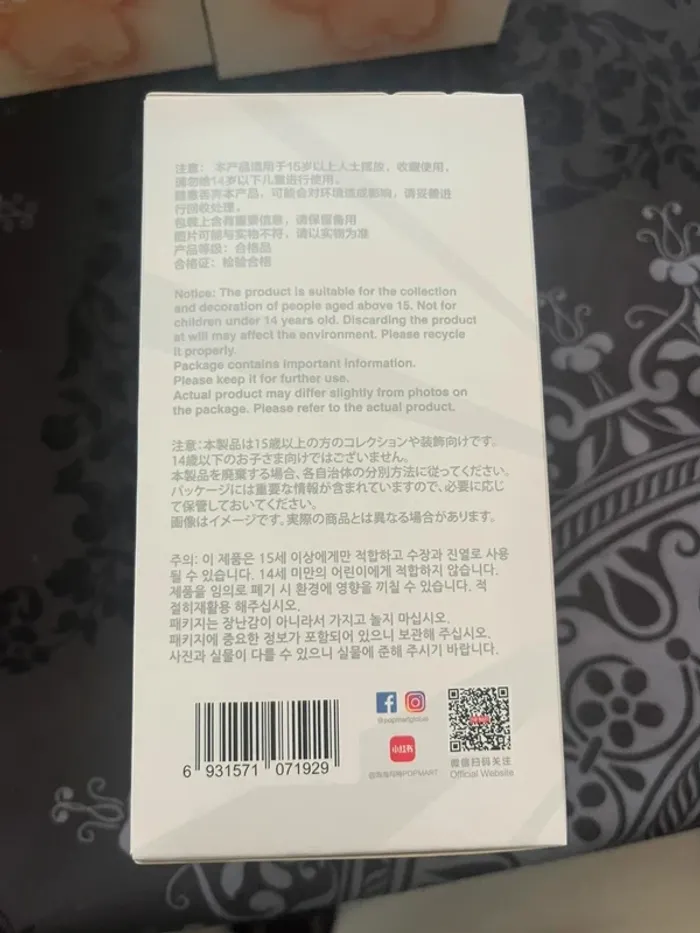 注意： 本产品适用于15岁以上人士摆放，收藏使用，
请勿给14岁以下儿童进行使用。
随意丢弃本产品，可能会对环境造成影响，请妥善进
行回收处理。
包装上含有重要信息，请保留备用
图片可能与实物不符，请以实物为准
产品等级：合格品
合格证：检验合格
Notice: The product is suitable for the collection
and decoration of people aged above 15. Not for
children under 14 years old. Discarding the product
at will may affect the environment. Please recycle
it properly.
Package contains important information.
Please keep it for further use.
Actual product may differ slightly from photos on
the package. Please refer to the actual product.
注意:本製品は15歳以上の方のコレクションや装飾向けです。
14歳以下のお子さま向けではございません。
本製品を廃棄する場合、各自治体の分別方法に従ってください。
パッケージには重要な情報が含まれていますので、必要に応じ
て保管しておいてください。
画像はイメージです。実際の商品とは異なる場合があります。
주의: 이 제품은 15세 이상에게만 적합하고 수장과 진열로 사용
될 수 있습니다. 14세 미만의 어린이에게 적합하지 않습니다.
제품을 임의로 폐기 시 환경에 영향을 끼칠 수 있습니다. 적
절히재활용 해주십시오.
패키지는 장난감이 아니라서 가지고 놀지 마십시오.
패키지에 중요한 정보가 포함되어 있으니 보관해 주십시오.
사진과 실물이 다를 수 있으니 실물에 준해 주시기 바랍니다.
6 931571 071929
@popmartglobal
小红书
@泡泡玛特POPMART
微信扫码关注
Official Website